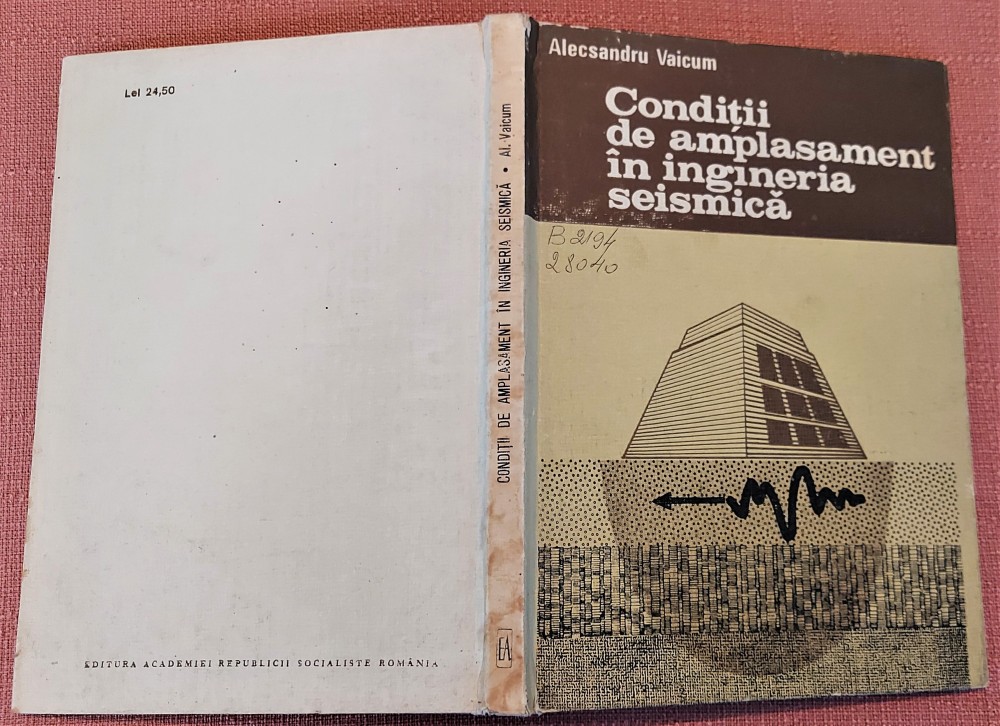 Lei 24,50
EDITURA ACADEMIEI REPUBLICII SOCIALISTE ROMÂNIA
CONDIȚII DE AMPLASAMENT ÎN INGINERIA SEISMICĂ • Al. Vaicum
EA
Alecsandru Vaicum
Condiții
de amplasament
în ingineria
seismică
B 2194
28040